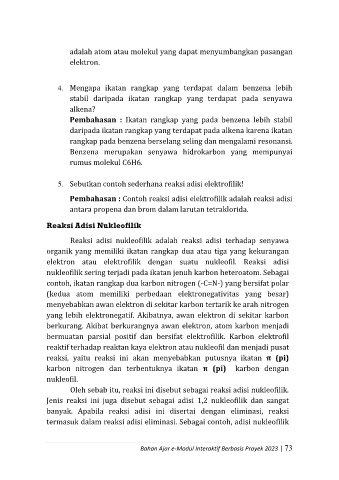 adalah atom atau molekul yang dapat menyumbangkan pasangan
elektron.
4. Mengapa ikatan rangkap yang terdapat dalam benzena lebih
stabil daripada ikatan rangkap yang terdapat pada senyawa
alkena?
Pembahasan : Ikatan rangkap yang pada benzena lebih stabil
daripada ikatan rangkap yang terdapat pada alkena karena ikatan
rangkap pada benzena berselang seling dan mengalami resonansi.
Benzena merupakan senyawa hidrokarbon yang mempunyai
rumus molekul C6H6.
5. Sebutkan contoh sederhana reaksi adisi elektrofilik!
Pembahasan : Contoh reaksi adisi elektrofilik adalah reaksi adisi
antara propena dan brom dalam larutan tetraklorida.
Reaksi Adisi Nukleofilik
Reaksi adisi nukleofilik adalah reaksi adisi terhadap senyawa
organik yang memiliki ikatan rangkap dua atau tiga yang kekurangan
elektron atau elektrofilik dengan suatu nukleofil. Reaksi adisi
nukleofilik sering terjadi pada ikatan jenuh karbon heteroatom. Sebagai
contoh, ikatan rangkap dua karbon nitrogen (-C=N-) yang bersifat polar
(kedua atom memiliki perbedaan elektronegativitas yang besar)
menyebabkan awan elektron di sekitar karbon tertarik ke arah nitrogen
yang lebih elektronegatif. Akibatnya, awan elektron di sekitar karbon
berkurang. Akibat berkurangnya awan elektron, atom karbon menjadi
bermuatan parsial positif dan bersifat elektrofilik. Karbon elektrofil
reaktif terhadap reaktan kaya elektron atau nukleofil dan menjadi pusat
reaksi, yaitu reaksi ini akan menyebabkan putusnya ikatan π (pi)
karbon nitrogen dan terbentuknya ikatan π (pi) karbon dengan
nukleofil.
Oleh sebab itu, reaksi ini disebut sebagai reaksi adisi nukleofilik.
Jenis reaksi ini juga disebut sebagai adisi 1,2 nukleofilik dan sangat
banyak. Apabila reaksi adisi ini disertai dengan eliminasi, reaksi
termasuk dalam reaksi adisi eliminasi. Sebagai contoh, adisi nukleofilik
Bahan Ajar e-Modul Interaktif Berbasis Proyek 2023 | 73